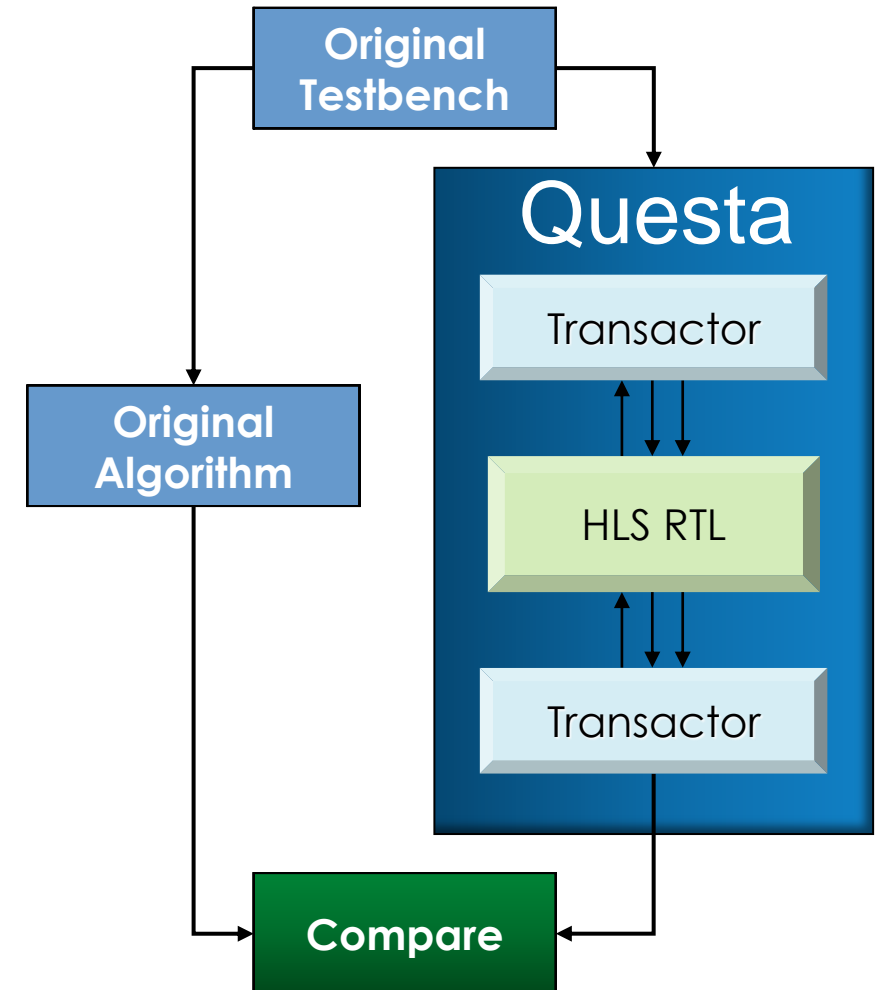 Original
Testbench
Questa
Transactor
Original
Algorithm
HLS RTL
Transactor
Compare